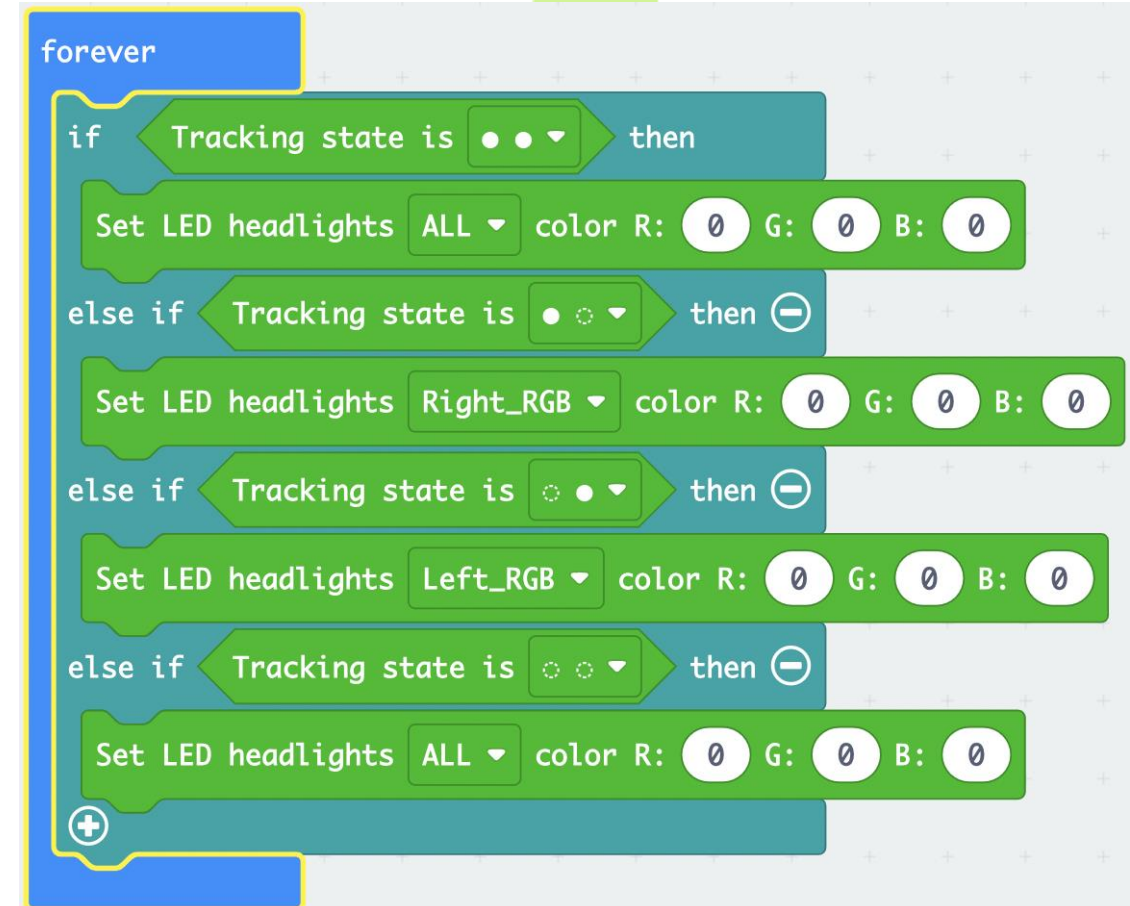 forever
if Tracking state is ● ● then
Set LED headlights ALL color R: 0 G: 0 B: 0
else if Tracking state is ● ◌ then
Set LED headlights Right_RGB color R: 0 G: 0 B: 0
else if Tracking state is ◌ ● then
Set LED headlights Left_RGB color R: 0 G: 0 B: 0
else if Tracking state is ◌ ◌ then
Set LED headlights ALL color R: 0 G: 0 B: 0